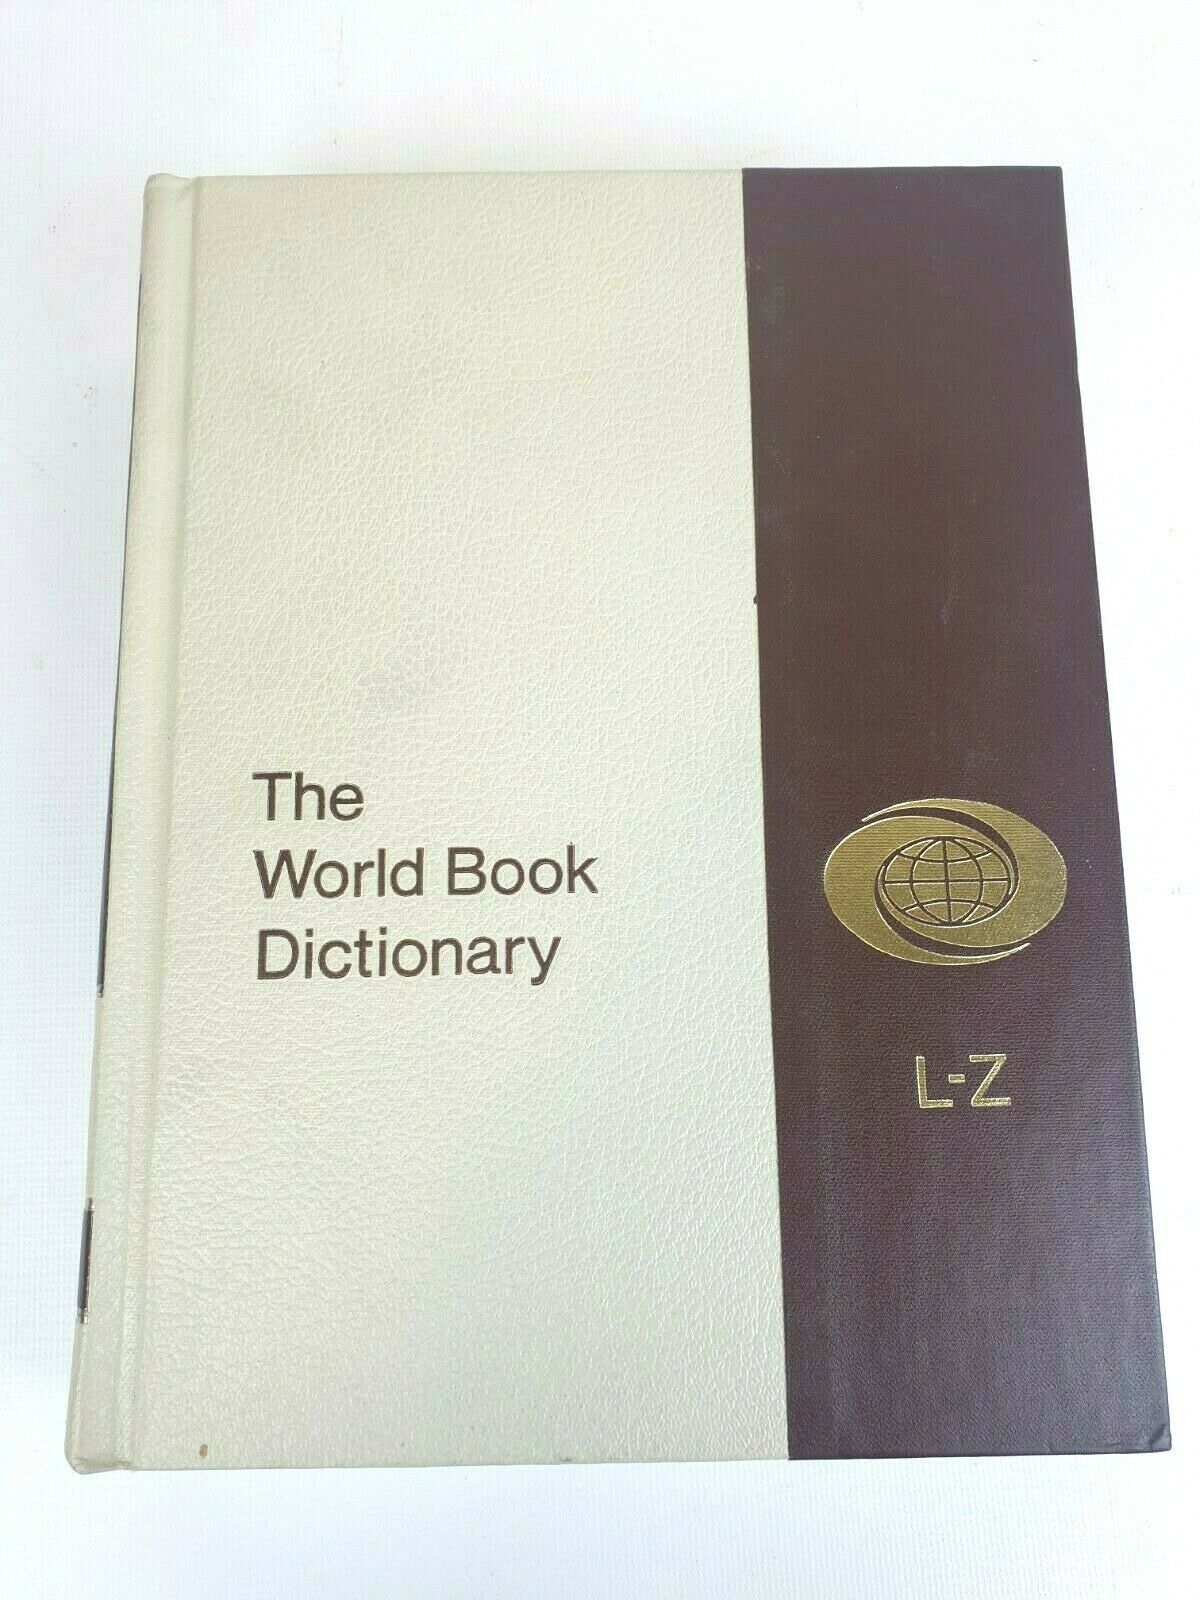 The
World Book
Dictionary
L-Z